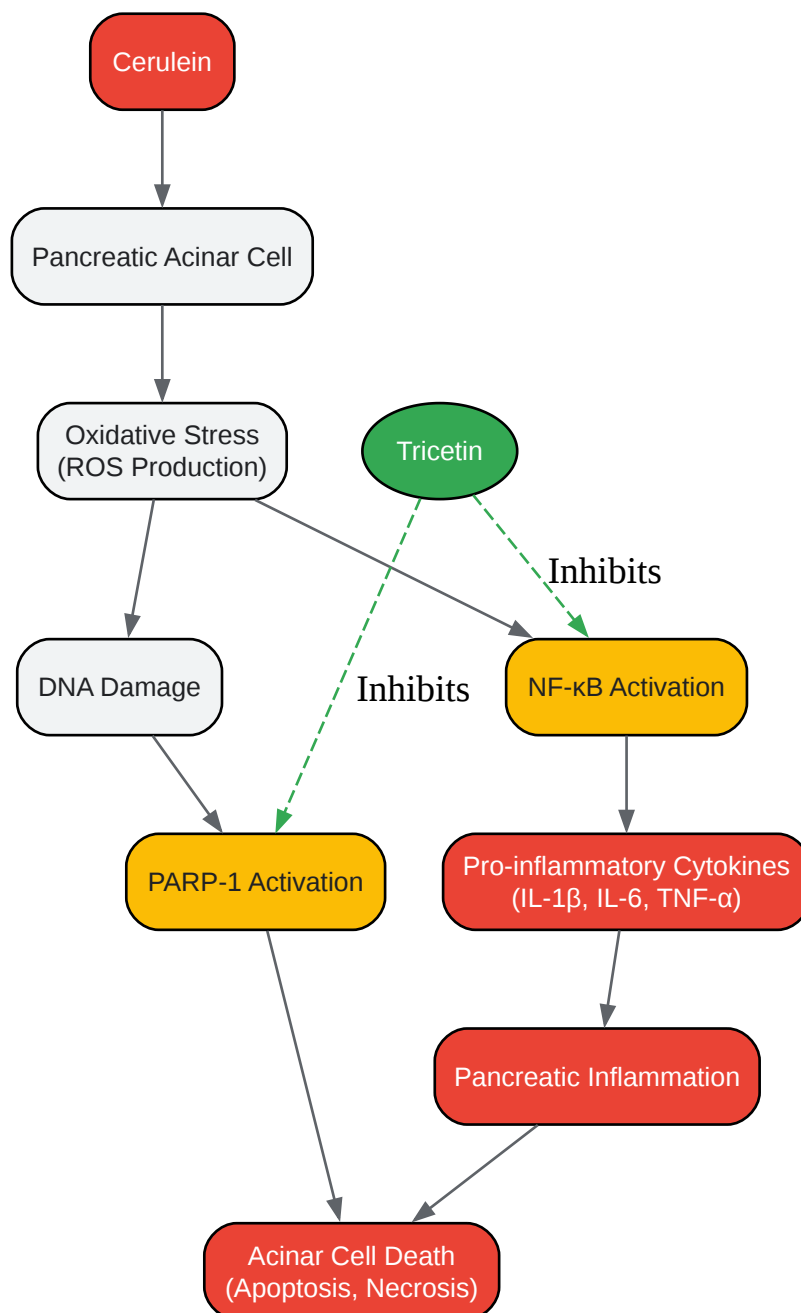 Cerulein
Pancreatic Acinar Cell
Oxidative Stress
(ROS Production)
Tricetin
Inhibits
DNA Damage
Inhibits
NF-κB Activation
PARP-1 Activation
Pro-inflammatory Cytokines
(IL-1β, IL-6, TNF-α)
Pancreatic Inflammation
Acinar Cell Death
(Apoptosis, Necrosis)